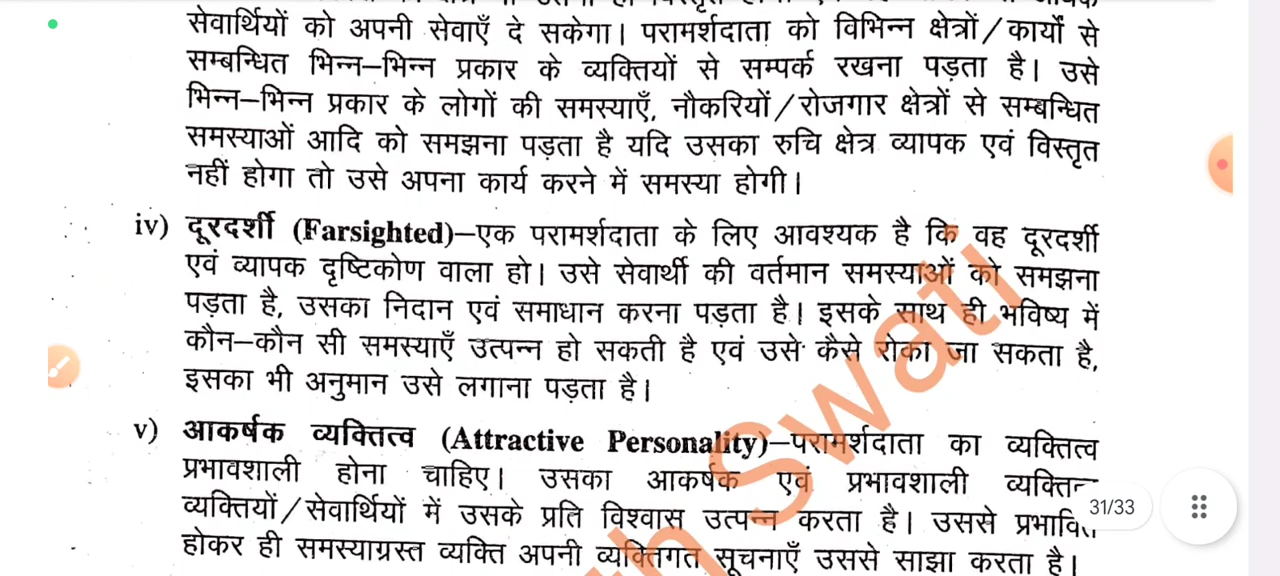 सेवार्थियों को अपनी सेवाएँ दे सकेगा। परामर्शदाता को विभिन्न क्षेत्रों/कार्यों से
सम्बन्धित भिन्न–भिन्न प्रकार के व्यक्तियों से सम्पर्क रखना पड़ता है। उसे
भिन्न–भिन्न प्रकार के लोगों की समस्याएँ, नौकरियों/रोजगार क्षेत्रों से सम्बन्धित
समस्याओं आदि को समझना पड़ता है यदि उसका रुचि क्षेत्र व्यापक एवं विस्तृत
नहीं होगा तो उसे अपना कार्य करने में समस्या होगी।
iv) दूरदर्शी (Farsighted)–एक परामर्शदाता के लिए आवश्यक है कि वह दूरदर्शी
एवं व्यापक दृष्टिकोण वाला हो। उसे सेवार्थी की वर्तमान समस्याओं को समझना
पड़ता है, उसका निदान एवं समाधान करना पड़ता है। इसके साथ ही भविष्य में
कौन–कौन सी समस्याएँ उत्पन्न हो सकती है एवं उसे कैसे रोका जा सकता है,
इसका भी अनुमान उसे लगाना पड़ता है।
v) आकर्षक व्यक्तित्व (Attractive Personality)–परामर्शदाता का व्यक्तित्व
प्रभावशाली होना चाहिए। उसका आकर्षक एवं प्रभावशाली
व्यक्तियों/सेवार्थियों में उसके प्रति विश्वास उत्पन्न करता है। उससे
होकर ही समस्याग्रस्त व्यक्ति अपनी व्यक्तिगत सूचनाएँ उससे साझा करता है।
31/33
Swati